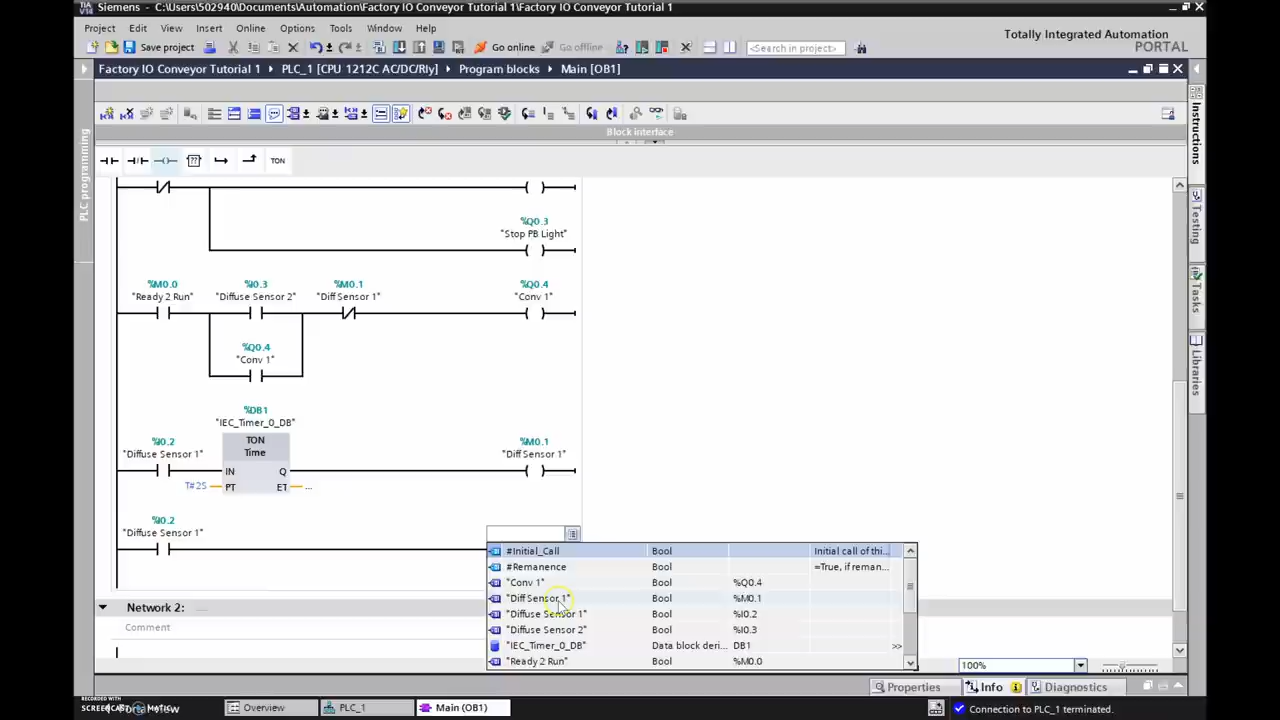 Siemens - C:\Users\502940\Documents\Automation\Factory IO Conveyor Tutorial 1\Factory IO Conveyor Tutorial 1
Project Edit View Insert Online Options Tools Window Help
Totally Integrated Automation
PORTAL
Save project Go online Go offline <Search in project>
Factory IO Conveyor Tutorial 1 PLC_1 [CPU 1212C AC/DC/Rly] Program blocks Main [OB1]
Block interface
?? TON
PLC programming
Instructions
Testing
Tasks
Libraries
%Q0.3
"Stop PB Light"
%M0.0 %I0.3 %M0.1 %Q0.4
"Ready 2 Run" "Diffuse Sensor 2" "Diff Sensor 1" "Conv 1"
%Q0.4
"Conv 1"
%DB1
"IEC_Timer_0_DB"
TON
Time
%I0.2 %M0.1
"Diffuse Sensor 1" "Diff Sensor 1"
IN Q
T#2S PT ET ...
%I0.2
"Diffuse Sensor 1"
#Initial_Call Bool Initial call of thi...
#Remanence Bool =True, if reman...
"Conv 1" Bool %Q0.4
"Diff Sensor 1" Bool %M0.1
"Diffuse Sensor 1" Bool %I0.2
"Diffuse Sensor 2" Bool %I0.3
"IEC_Timer_0_DB" Data block deri... DB1 >>
"Ready 2 Run" Bool %M0.0
Network 2:
Comment
100%
Properties Info Diagnostics
RECORDED WITH
SCREENCAST MATIC
Overview PLC_1 Main (OB1)
Connection to PLC_1 terminated.